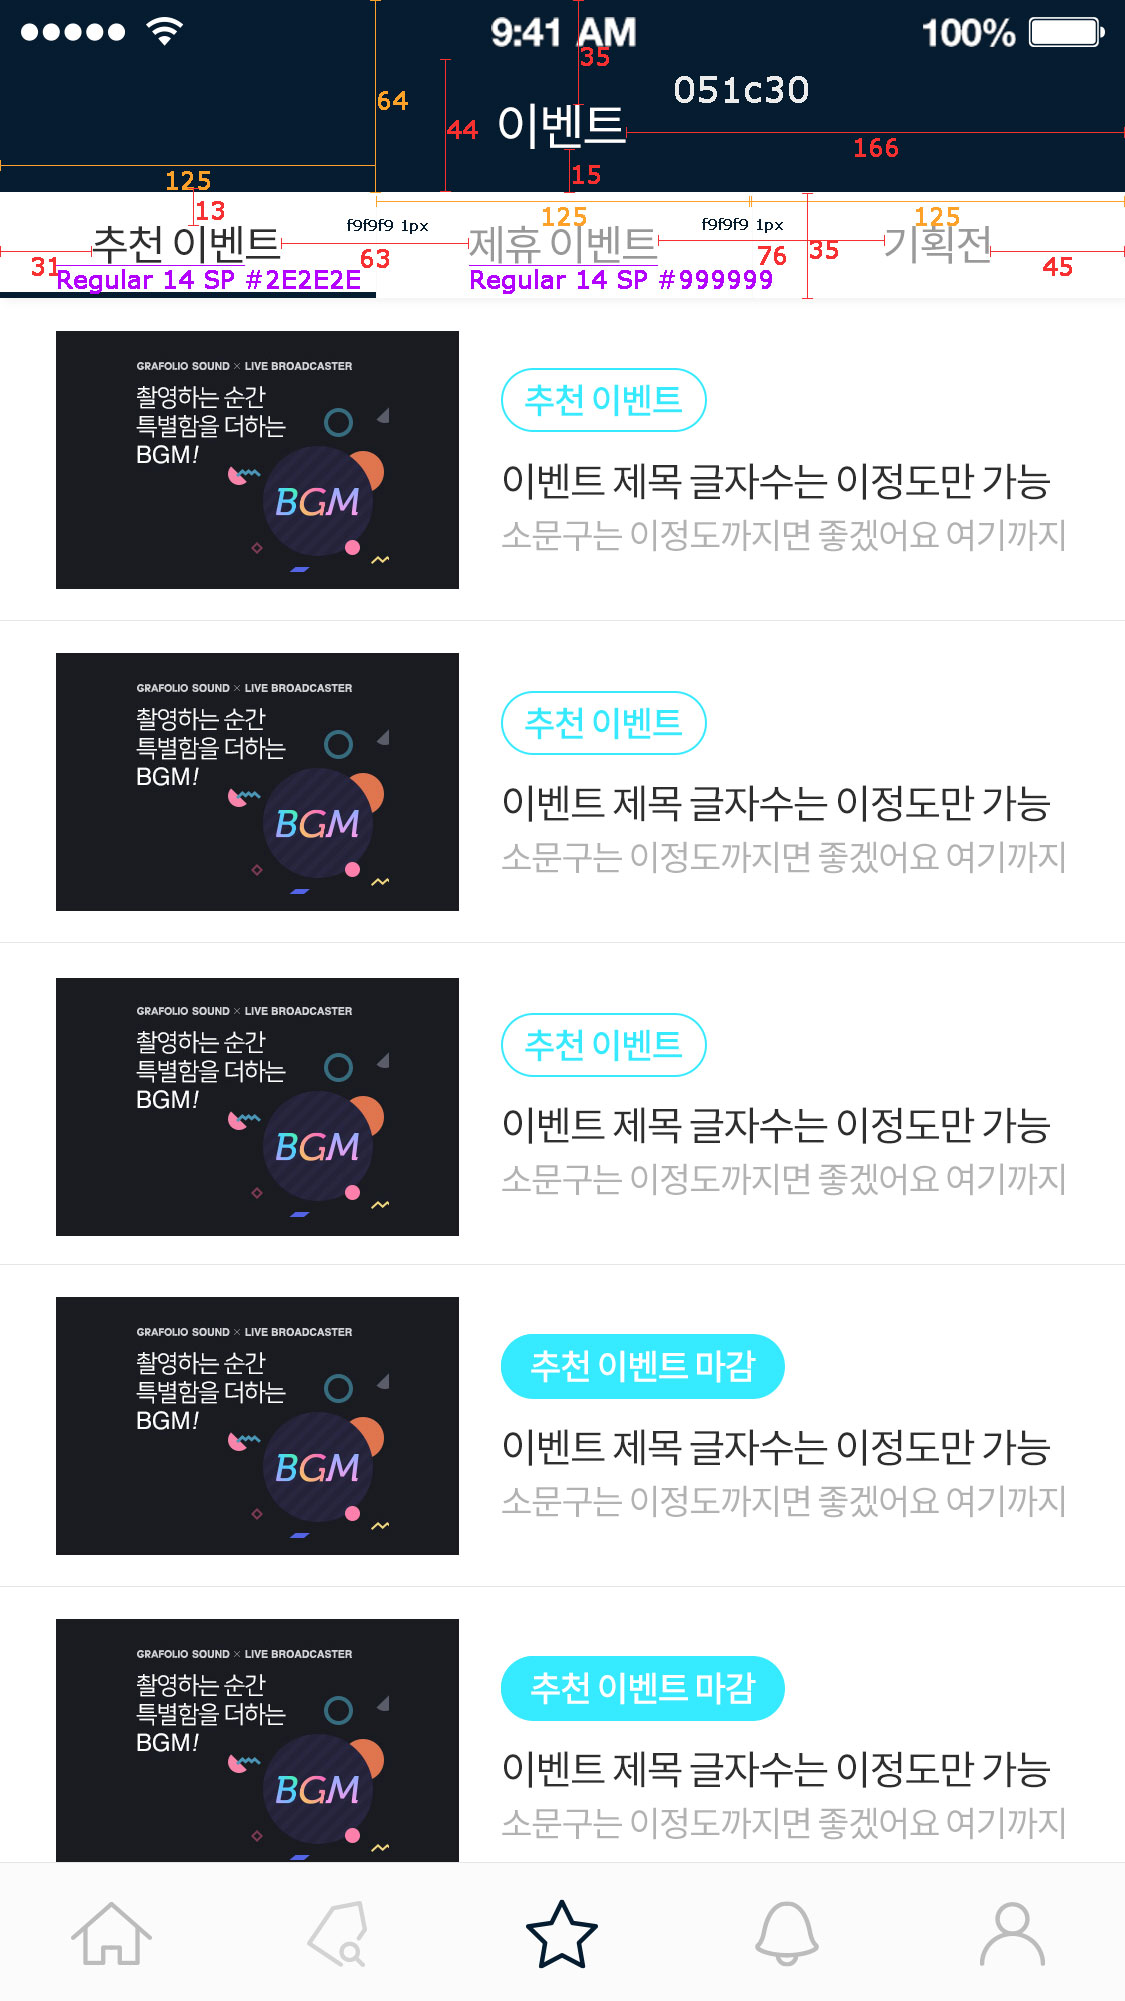 9:41 AM
100%
35
64
051c30
44
이벤트
166
15
125
13
125
125
f9f9f9 1px
f9f9f9 1px
추천 이벤트
제휴 이벤트
기획전
31
63
76
35
45
Regular 14 SP #2E2E2E
Regular 14 SP #999999
GRAFOLIO SOUND × LIVE BROADCASTER
촬영하는 순간
특별함을 더하는
BGM!
BGM
추천 이벤트
이벤트 제목 글자수는 이정도만 가능
소문구는 이정도까지면 좋겠어요 여기까지
GRAFOLIO SOUND × LIVE BROADCASTER
촬영하는 순간
특별함을 더하는
BGM!
BGM
추천 이벤트
이벤트 제목 글자수는 이정도만 가능
소문구는 이정도까지면 좋겠어요 여기까지
GRAFOLIO SOUND × LIVE BROADCASTER
촬영하는 순간
특별함을 더하는
BGM!
BGM
추천 이벤트
이벤트 제목 글자수는 이정도만 가능
소문구는 이정도까지면 좋겠어요 여기까지
GRAFOLIO SOUND × LIVE BROADCASTER
촬영하는 순간
특별함을 더하는
BGM!
BGM
추천 이벤트 마감
이벤트 제목 글자수는 이정도만 가능
소문구는 이정도까지면 좋겠어요 여기까지
GRAFOLIO SOUND × LIVE BROADCASTER
촬영하는 순간
특별함을 더하는
BGM!
BGM
추천 이벤트 마감
이벤트 제목 글자수는 이정도만 가능
소문구는 이정도까지면 좋겠어요 여기까지